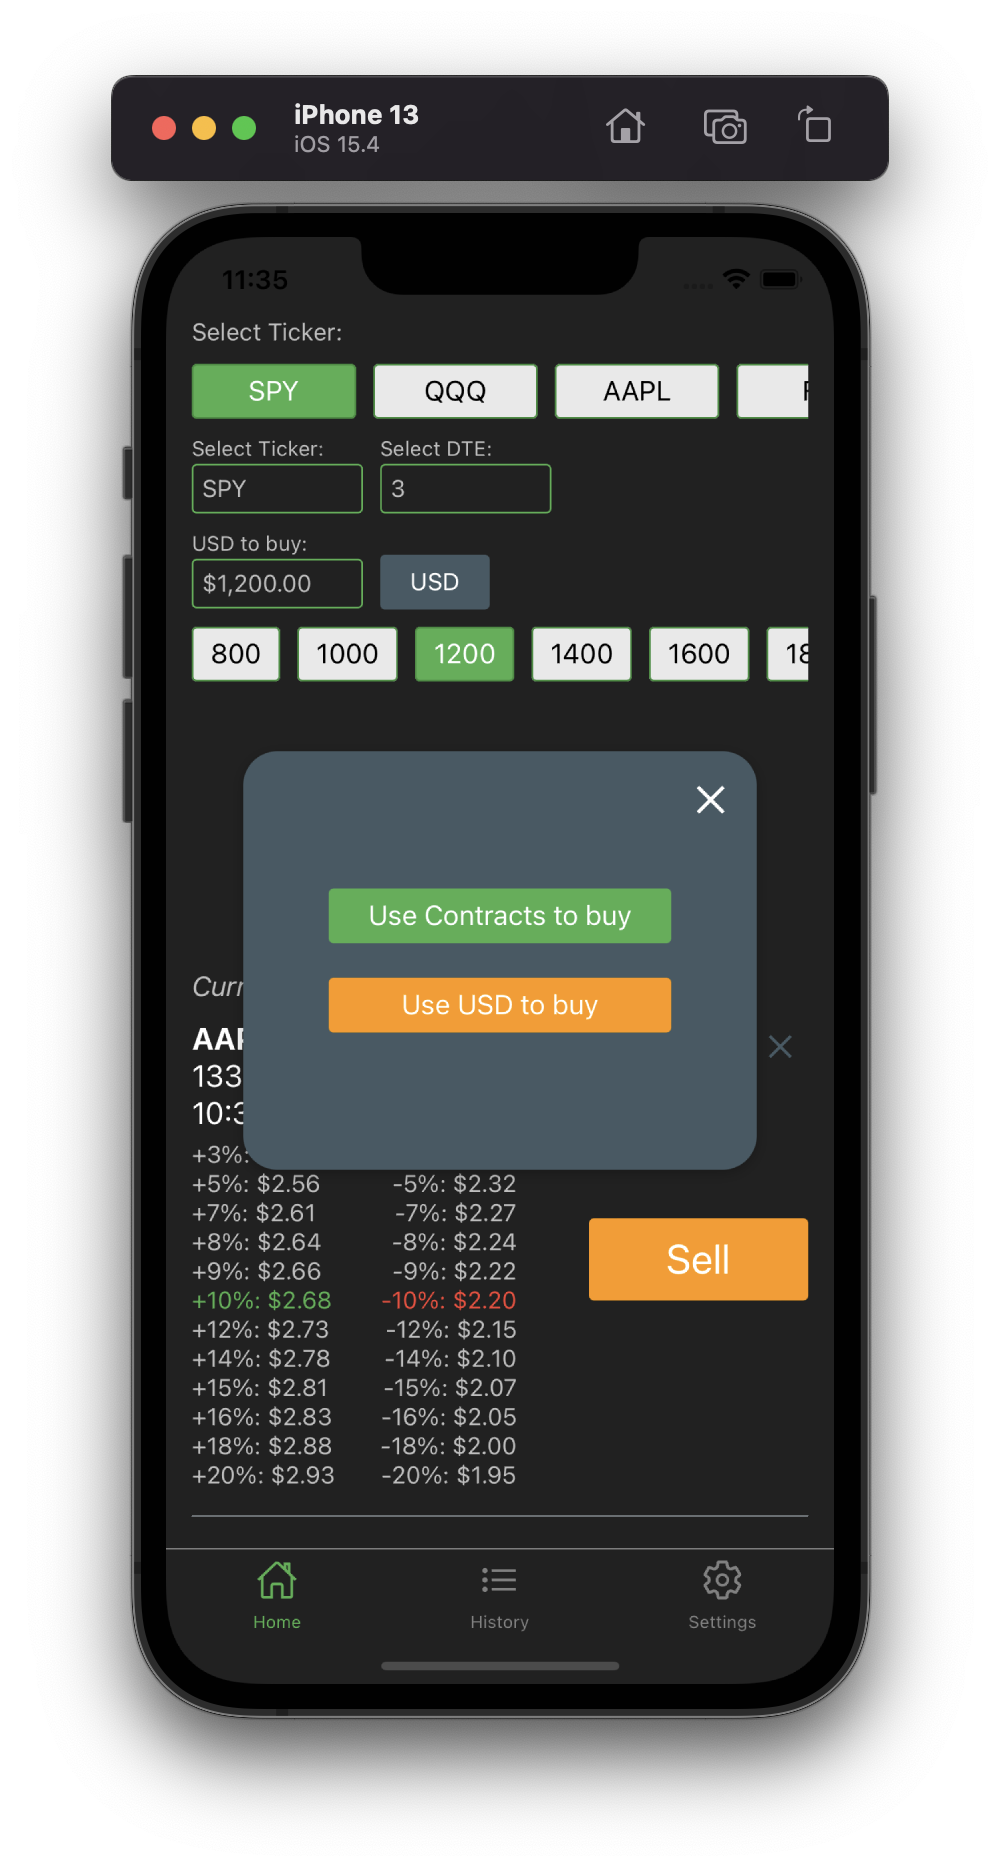 iPhone 13
iOS 15.4
11:35
Select Ticker:
SPY QQQ AAPL
Select Ticker: Select DTE:
SPY 3
USD to buy:
$1,200.00 USD
800 1000 1200 1400 1600 18
Use Contracts to buy
Use USD to buy
Curr
AAP
133
10:3
+3%:
+5%: $2.56 -5%: $2.32
+7%: $2.61 -7%: $2.27
+8%: $2.64 -8%: $2.24
+9%: $2.66 -9%: $2.22
Sell
+10%: $2.68 -10%: $2.20
+12%: $2.73 -12%: $2.15
+14%: $2.78 -14%: $2.10
+15%: $2.81 -15%: $2.07
+16%: $2.83 -16%: $2.05
+18%: $2.88 -18%: $2.00
+20%: $2.93 -20%: $1.95
Home History Settings